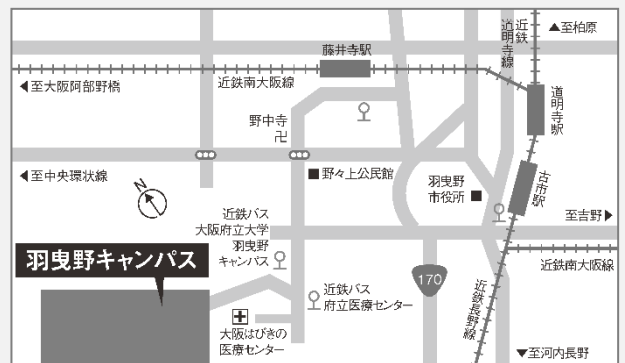 近鉄
道明寺線
▲至柏原
藤井寺駅
◀至大阪阿部野橋
近鉄南大阪線
道明寺駅
野中寺
卍
◀至中央環状線
■野々上公民館
羽曳野
市役所■
古市駅
N
至吉野▶
近鉄バス
大阪府立大学
羽曳野
キャンパス
近鉄南大阪線
羽曳野キャンパス
170
近鉄バス
府立医療センター
近鉄長野線
大阪はびきの
医療センター
▼至河内長野